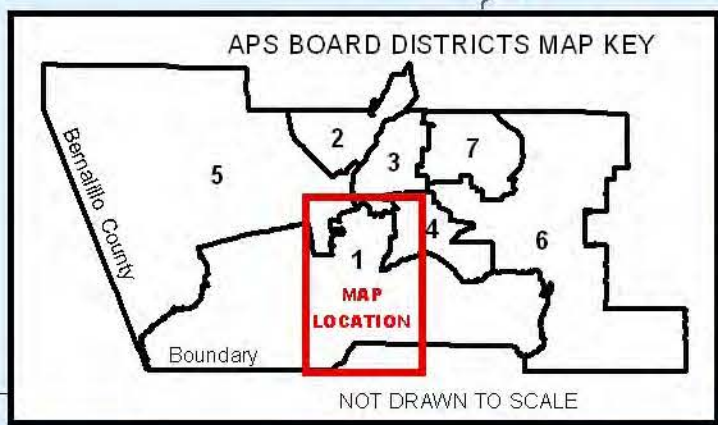 APS BOARD DISTRICTS MAP KEY
2
7
3
5
Bernalillo County
4
6
1
MAP
LOCATION
Boundary
NOT DRAWN TO SCALE